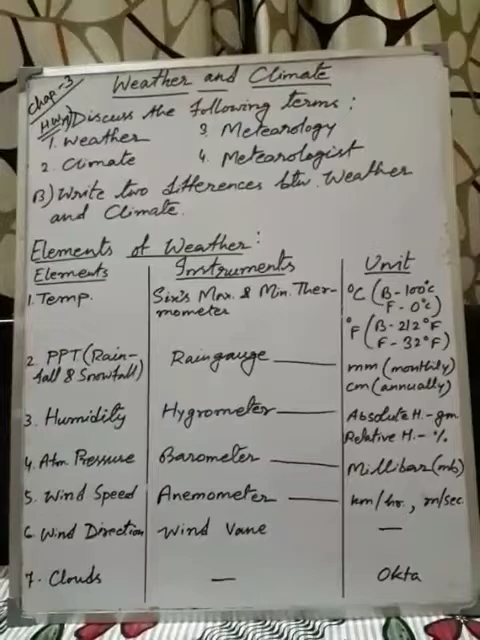 Chap-3
Weather and Climate
H.W. A) Discuss the following terms:
1. Weather 3. Metearology
2. Climate 4. Metearologist
B) Write two differences btw. Weather
and Climate.
Elements of Weather:
Elements Instruments Unit
1. Temp. Six's Max. & Min. Ther-
mometer
°C (B-100°C
F-0°C)
°F (B-212°F
F-32°F)
2. PPT (Rain-
fall & Snowfall) Raingauge —— mm (monthly)
cm (annually)
3. Humidity Hygrometer —— Absolute H.-gm
Relative H.-%
4. Atm Pressure Barometer —— Millibar (mb)
5. Wind Speed Anemometer —— km/hr., m/sec
6. Wind Direction Wind Vane —
7. Clouds — Okta